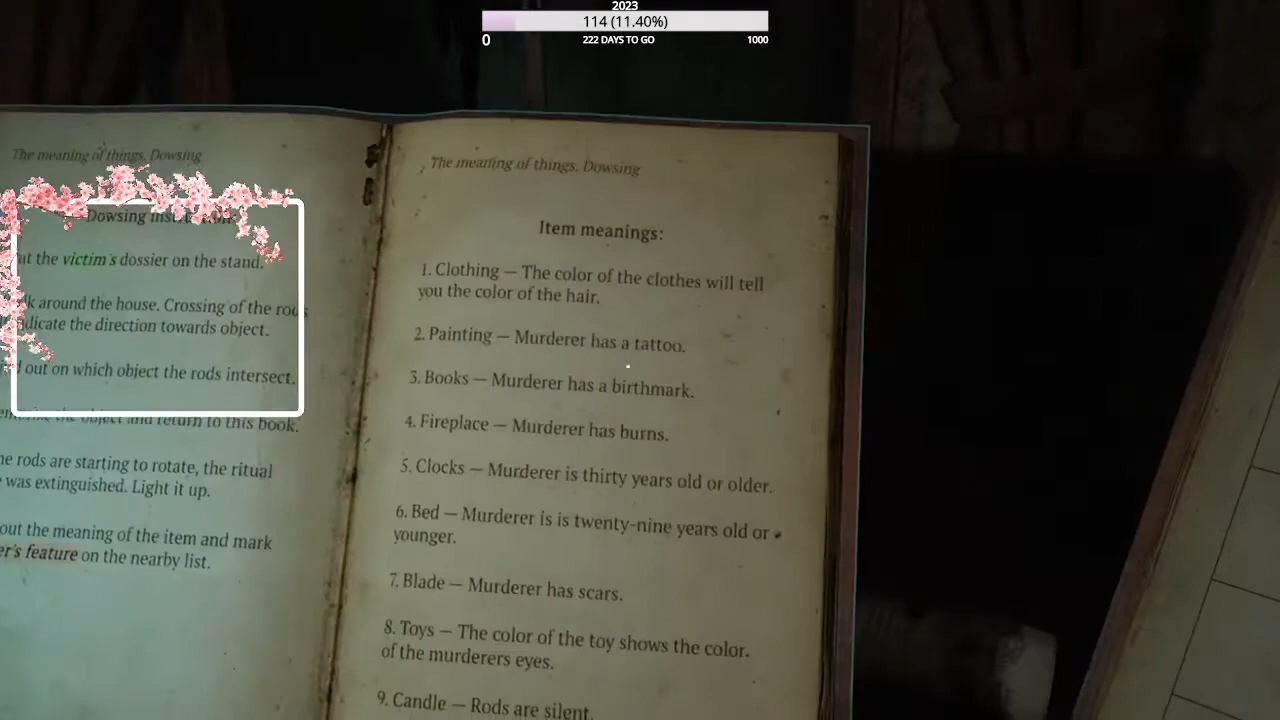 2023
114 (11.40%)
0
222 DAYS TO GO
1000
The meaning of things. Dowsing
Dowsing
the victim's dossier on the stand.
around the house. Crossing of the rods
indicate the direction towards object.
out on which object the rods intersect.
the object and return to this book.
rods are starting to rotate, the ritual
was extinguished. Light it up.
out the meaning of the item and mark
feature on the nearby list.
The meaning of things. Dowsing
Item meanings:
1. Clothing — The color of the clothes will tell
you the color of the hair.
2. Painting — Murderer has a tattoo.
3. Books — Murderer has a birthmark.
4. Fireplace — Murderer has burns.
5. Clocks — Murderer is thirty years old or older.
6. Bed — Murderer is is twenty-nine years old or
younger.
7. Blade — Murderer has scars.
8. Toys — The color of the toy shows the color.
of the murderers eyes.
9. Candle — Rods are silent.